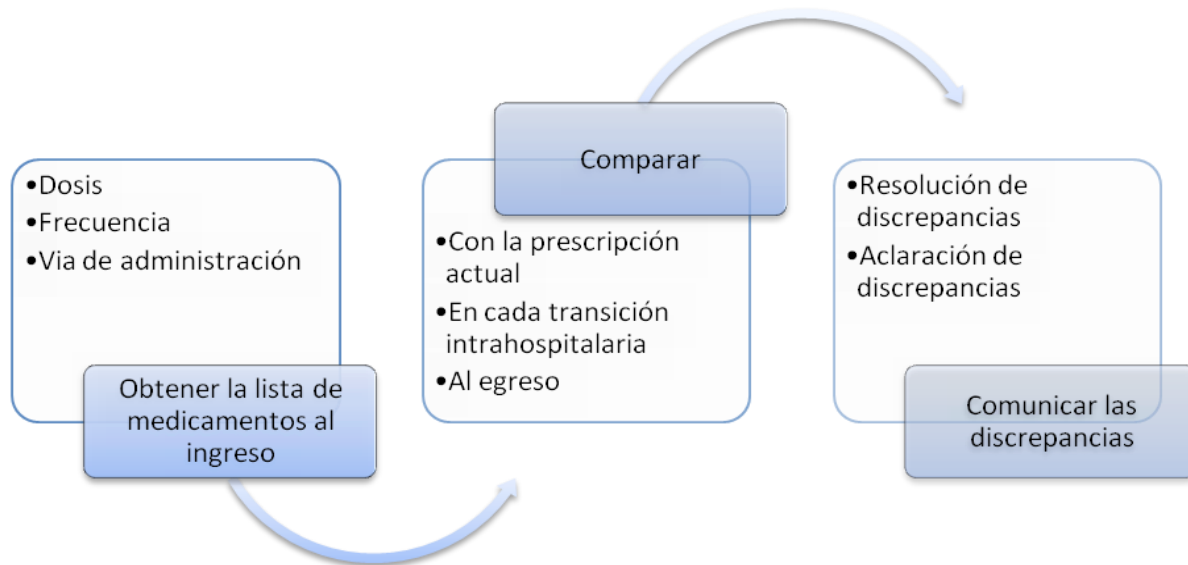 •Dosis
•Frecuencia
•Via de administración
Obtener la lista de
medicamentos al
ingreso
Comparar
•Con la prescripción
actual
•En cada transición
intrahospitalaria
•Al egreso
•Resolución de
discrepancias
•Aclaración de
discrepancias
Comunicar las
discrepancias